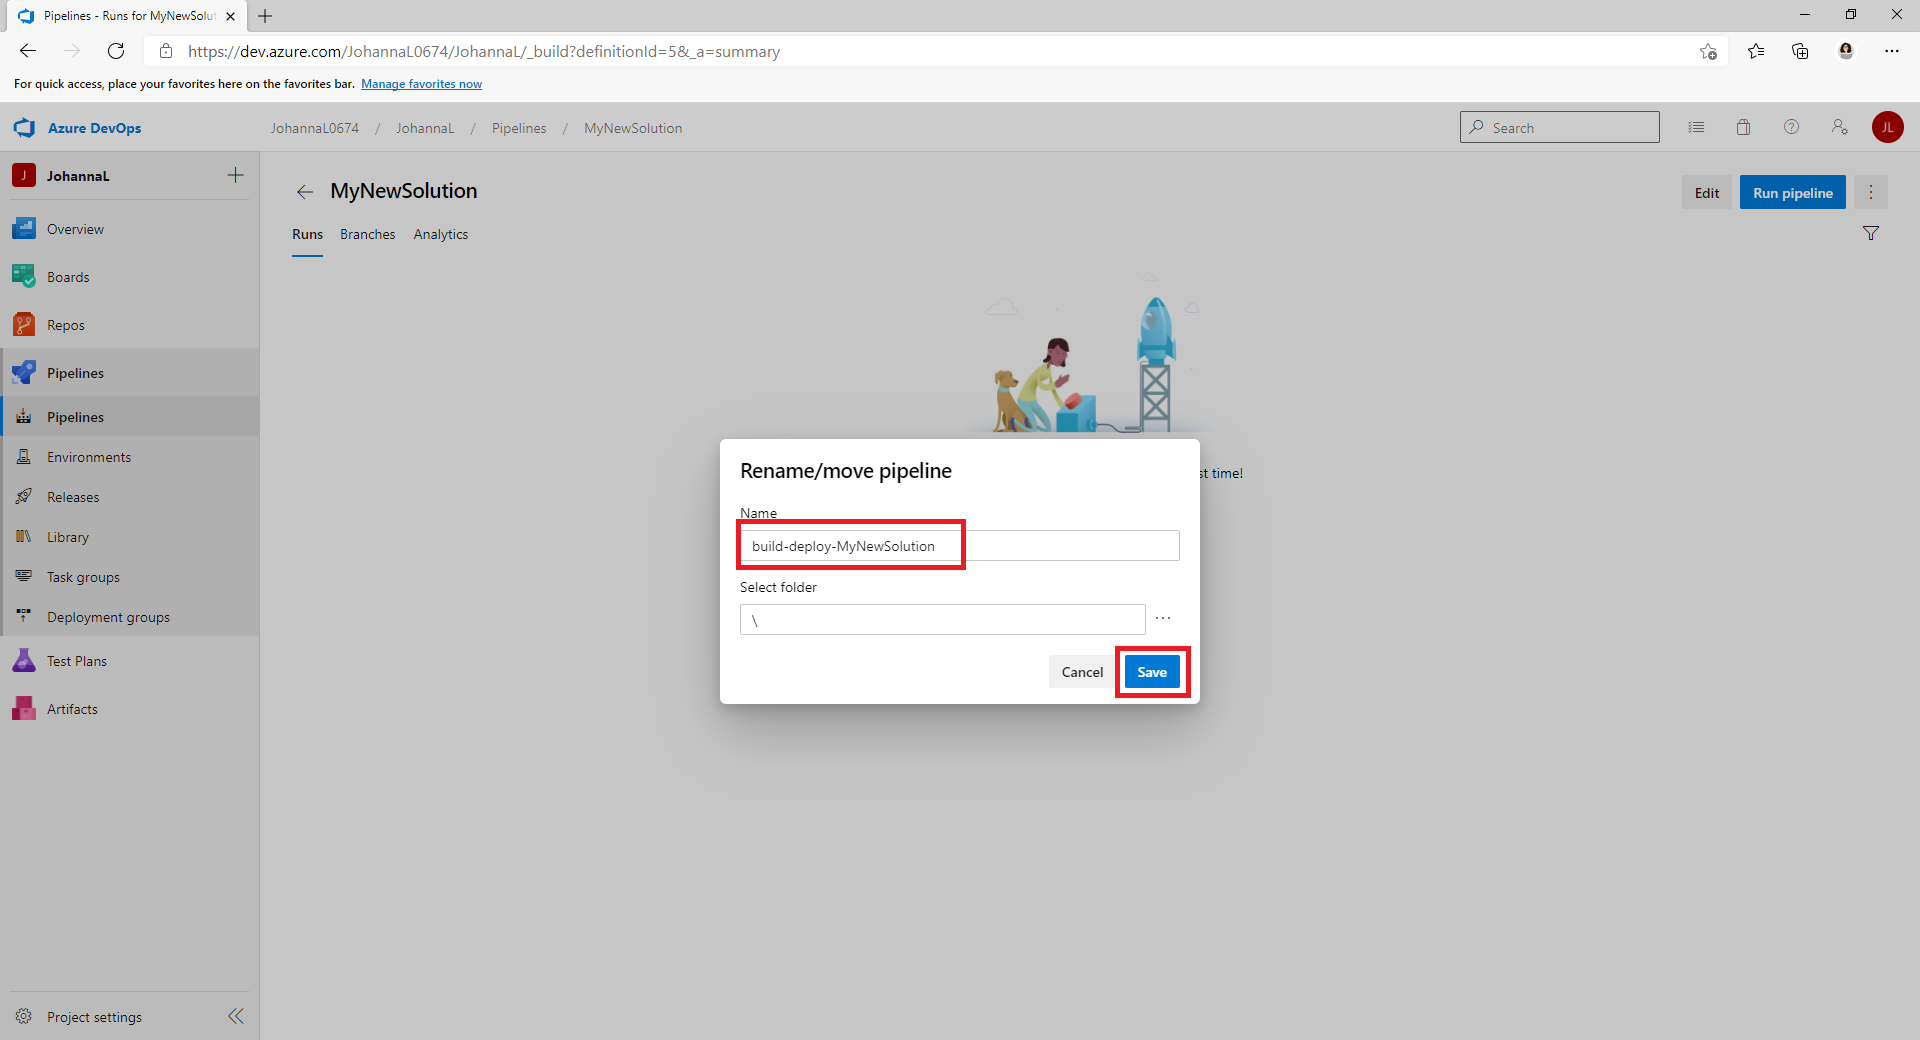 Pipelines - Runs for MyNewSolut
https://dev.azure.com/JohannaL0674/JohannaL/_build?definitionId=5&_a=summary
For quick access, place your favorites here on the favorites bar. Manage favorites now
Azure DevOps
JohannaL0674 / JohannaL / Pipelines / MyNewSolution
Search
JL
J JohannaL
Overview
Boards
Repos
Pipelines
Pipelines
Environments
Releases
Library
Task groups
Deployment groups
Test Plans
Artifacts
Project settings
MyNewSolution
Edit
Run pipeline
Runs Branches Analytics
st time!
Rename/move pipeline
Name
build-deploy-MyNewSolution
Select folder
\
Cancel
Save